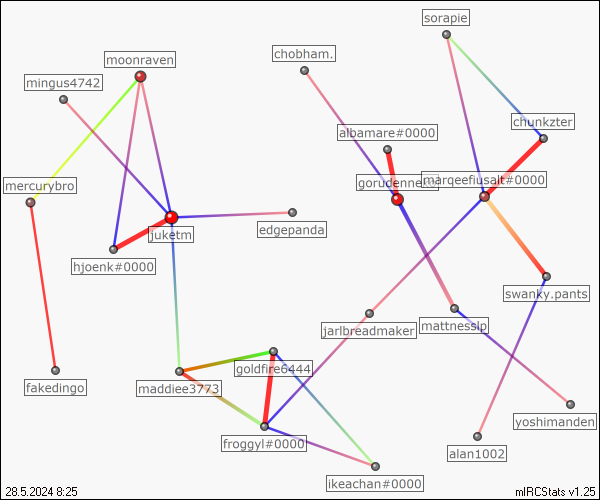 sorapie
chobham.
moonraven
mingus4742
chunkzter
albamare#0000
marqeefiusalt#0000
mercurybro
edgepanda
juketm
hjoenk#0000
swanky.pants
jarlbreadmaker
mattnesslp
goldfire6444
fakedingo
maddiee3773
yoshimanden
froggyl#0000
alan1002
ikeachan#0000
28.5.2024 8:25
mIRCStats v1.25